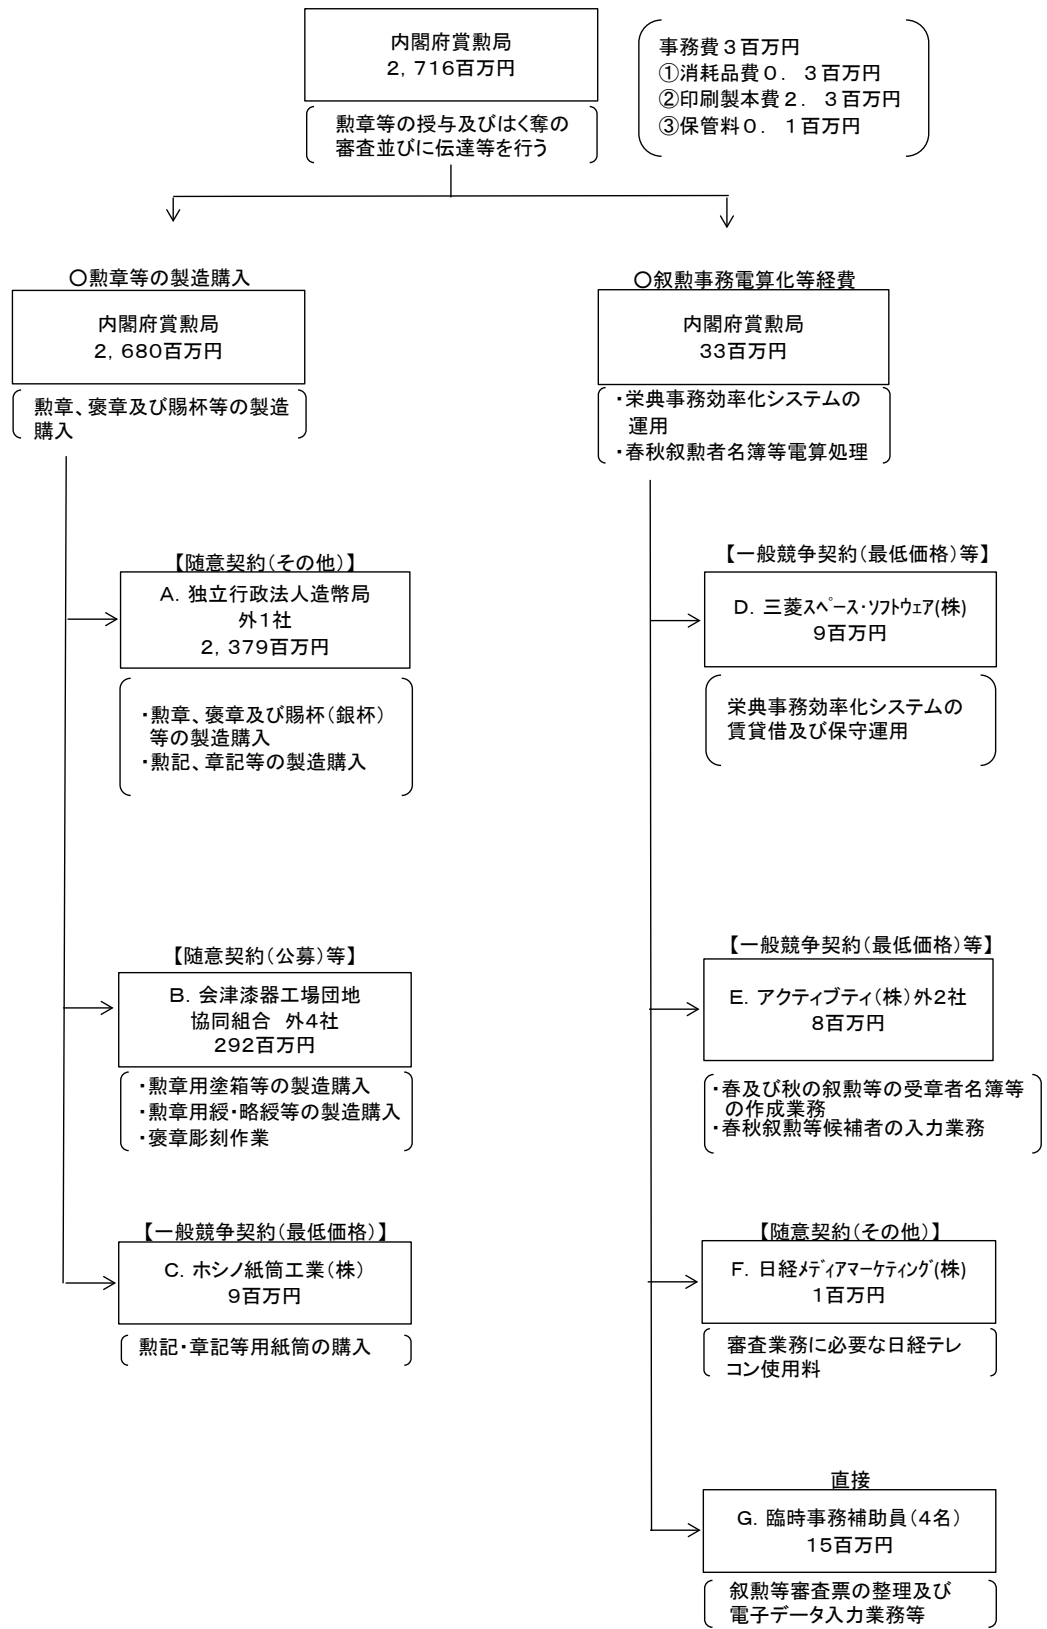 内閣府賞勲局
2，716百万円
勲章等の授与及びはく奪の
審査並びに伝達等を行う
事務費３百万円
①消耗品費０．３百万円
②印刷製本費２．３百万円
③保管料０．１百万円
○勲章等の製造購入
内閣府賞勲局
2，680百万円
勲章、褒章及び賜杯等の製造
購入
【随意契約（その他）】
A．独立行政法人造幣局
外１社
2，379百万円
・勲章、褒章及び賜杯（銀杯）
等の製造購入
・勲記、章記等の製造購入
【随意契約（公募）等】
B．会津漆器工場団地
協同組合　外４社
292百万円
・勲章用塗箱等の製造購入
・勲章用綬・略綬等の製造購入
・褒章彫刻作業
【一般競争契約（最低価格）】
C．ホシノ紙筒工業（株）
9百万円
勲記・章記等用紙筒の購入
○叙勲事務電算化等経費
内閣府賞勲局
33百万円
・栄典事務効率化システムの
運用
・春秋叙勲者名簿等電算処理
【一般競争契約（最低価格）等】
D．三菱ｽﾍﾟｰｽ・ｿﾌﾄｳｪｱ(株)
9百万円
栄典事務効率化システムの
賃貸借及び保守運用
【一般競争契約（最低価格）等】
E．アクティブティ（株）外2社
8百万円
・春及び秋の叙勲等の受章者名簿等
の作成業務
・春秋叙勲等候補者の入力業務
【随意契約（その他）】
F．日経ﾒﾃﾞｨｱﾏｰｹﾃｨﾝｸﾞ(株)
1百万円
審査業務に必要な日経テレ
コン使用料
直接
G．臨時事務補助員（４名）
15百万円
叙勲等審査票の整理及び
電子データ入力業務等